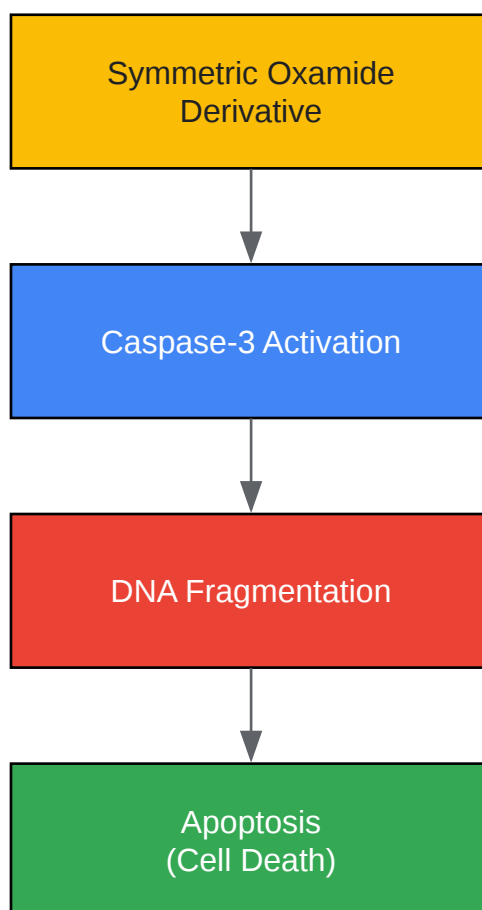 Symmetric Oxamide
Derivative
Caspase-3 Activation
DNA Fragmentation
Apoptosis
(Cell Death)